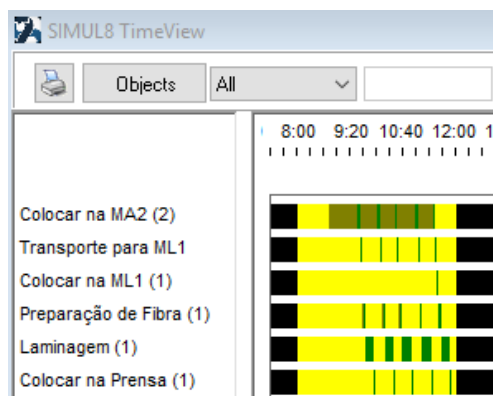 SIMUL8 TimeView
Objects All
8:00 9:20 10:40 12:00 1
Colocar na MA2 (2)
Transporte para ML1
Colocar na ML1 (1)
Preparação de Fibra (1)
Laminagem (1)
Colocar na Prensa (1)